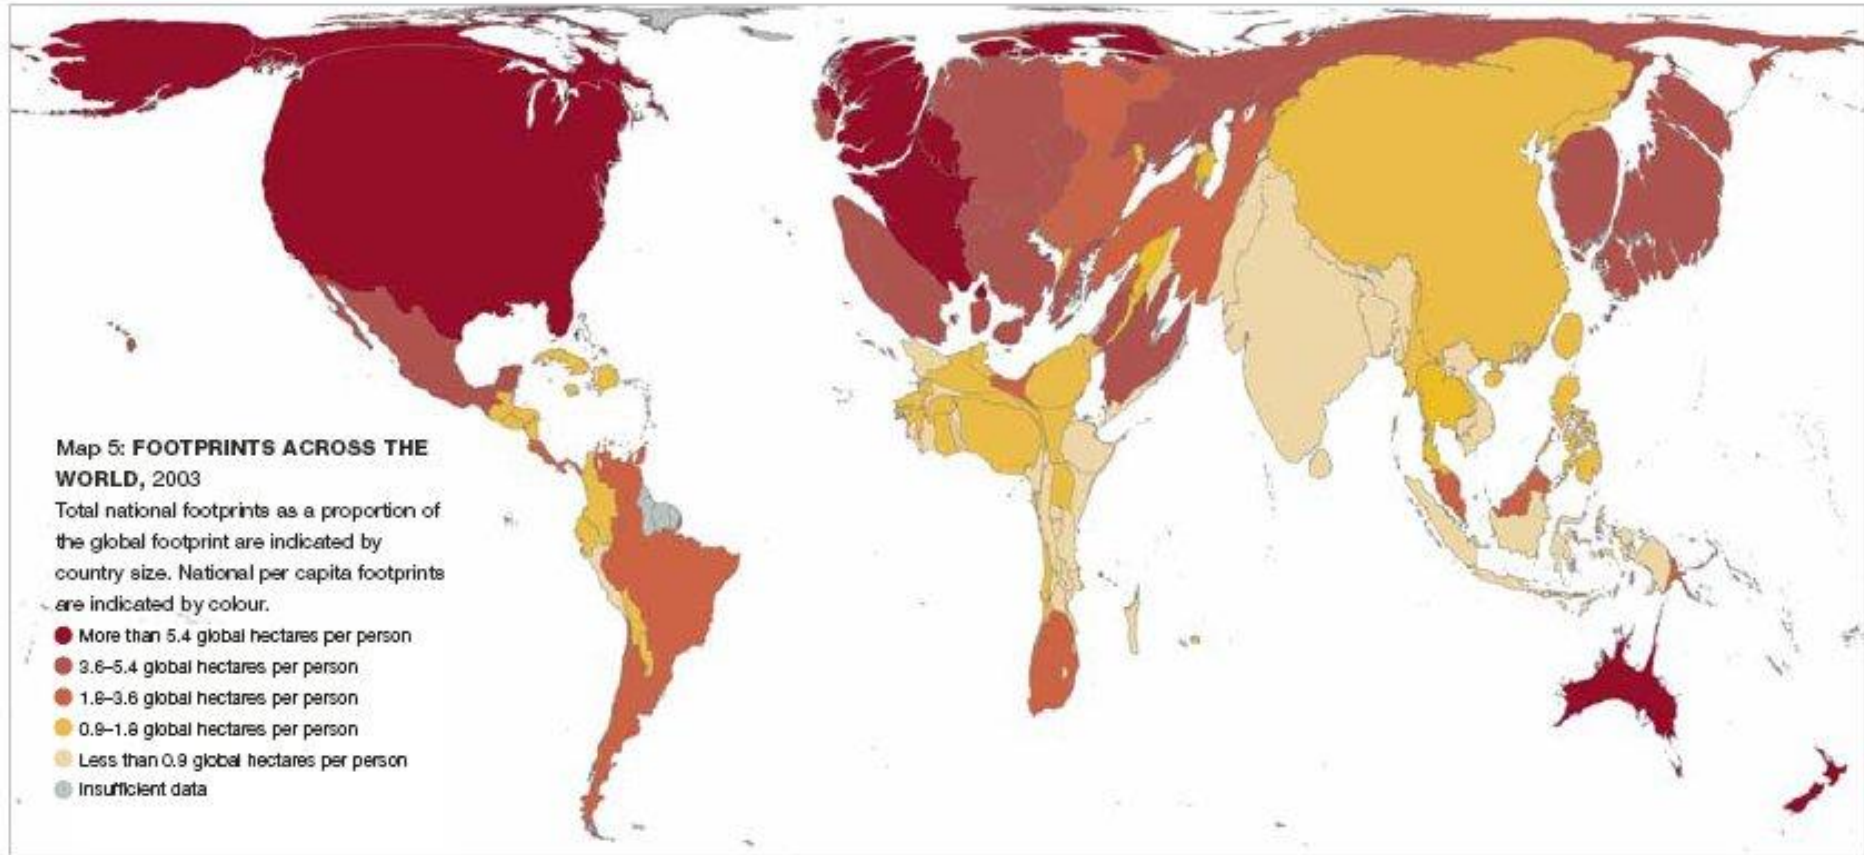 Map 5: FOOTPRINTS ACROSS THE
WORLD, 2003
Total national footprints as a proportion of
the global footprint are indicated by
country size. National per capita footprints
are indicated by colour.
More than 5.4 global hectares per person
3.6–5.4 global hectares per person
1.8–3.6 global hectares per person
0.9–1.8 global hectares per person
Less than 0.9 global hectares per person
Insufficient data